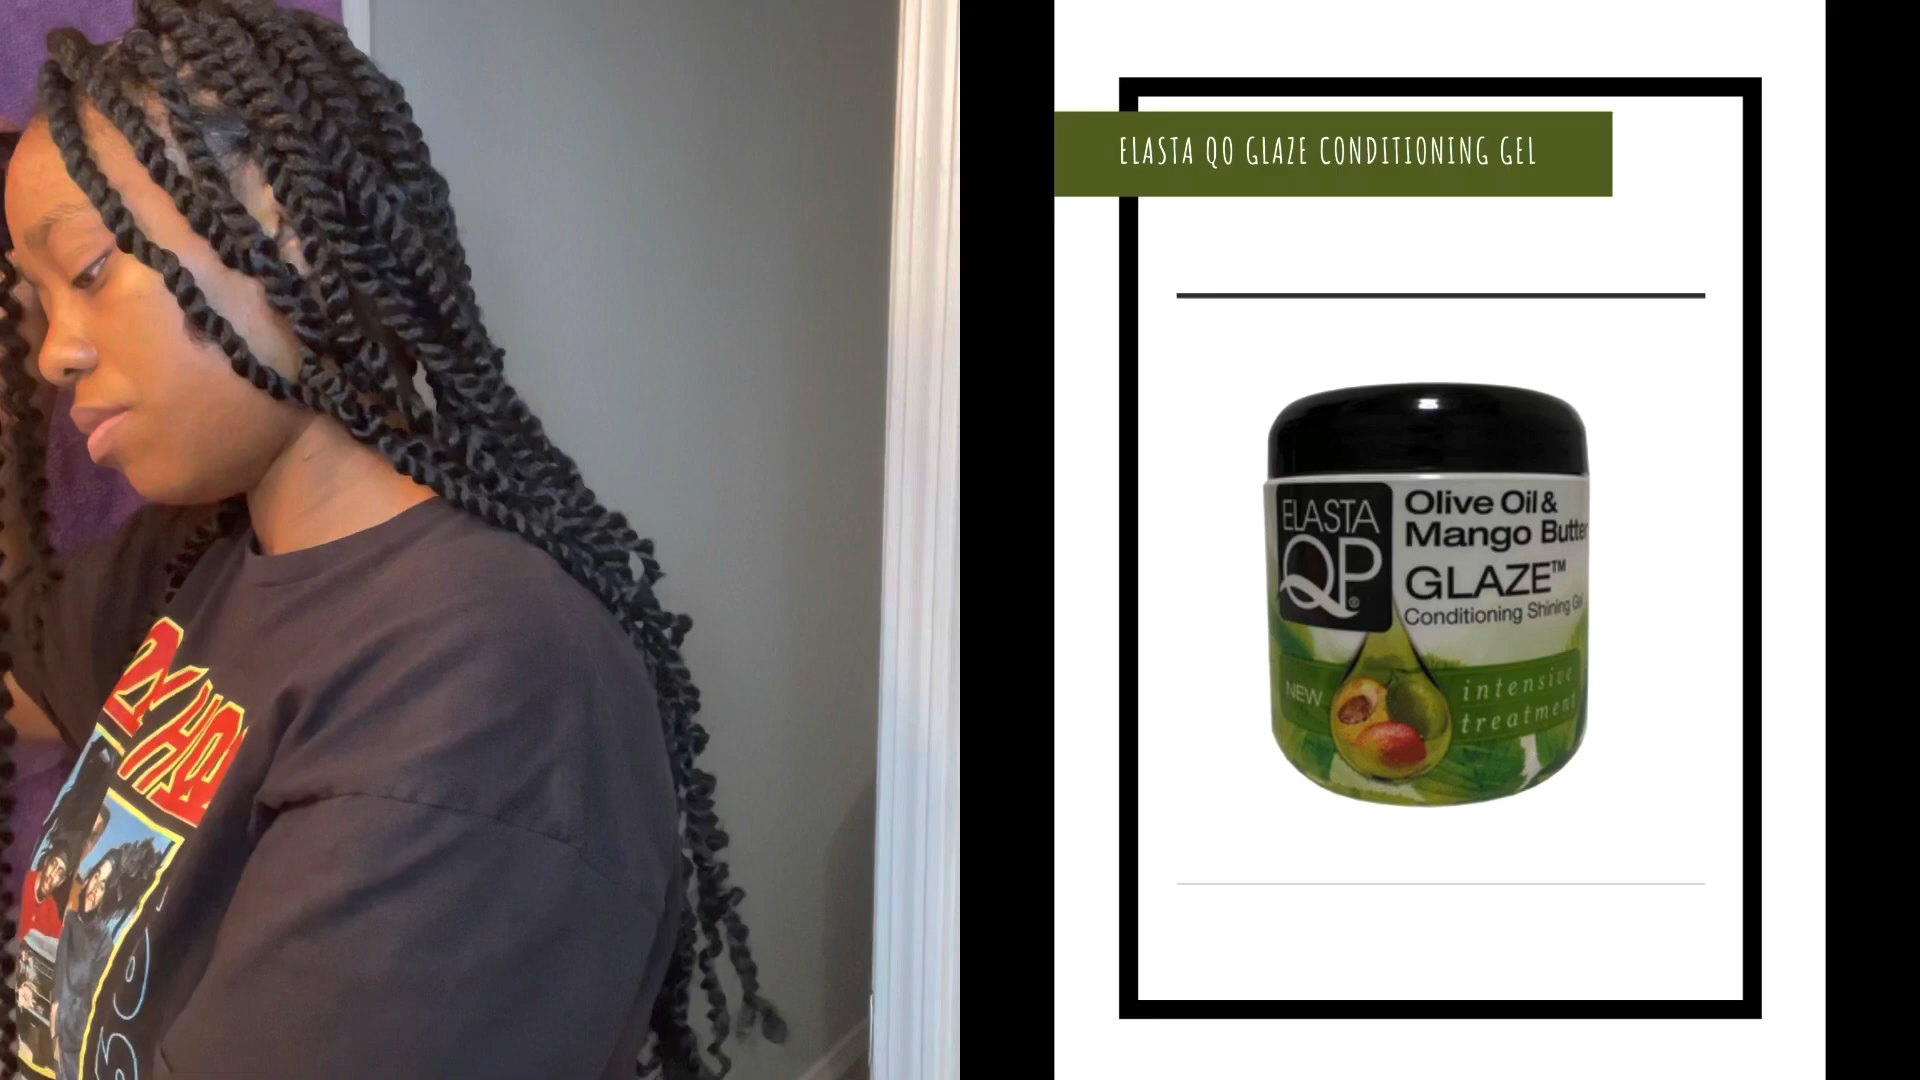 ELASTA QO GLAZE CONDITIONING GEL
ELASTA
QP
Olive Oil &
Mango Butter
GLAZE™
Conditioning Shining Gel
NEW
intensive
treatment